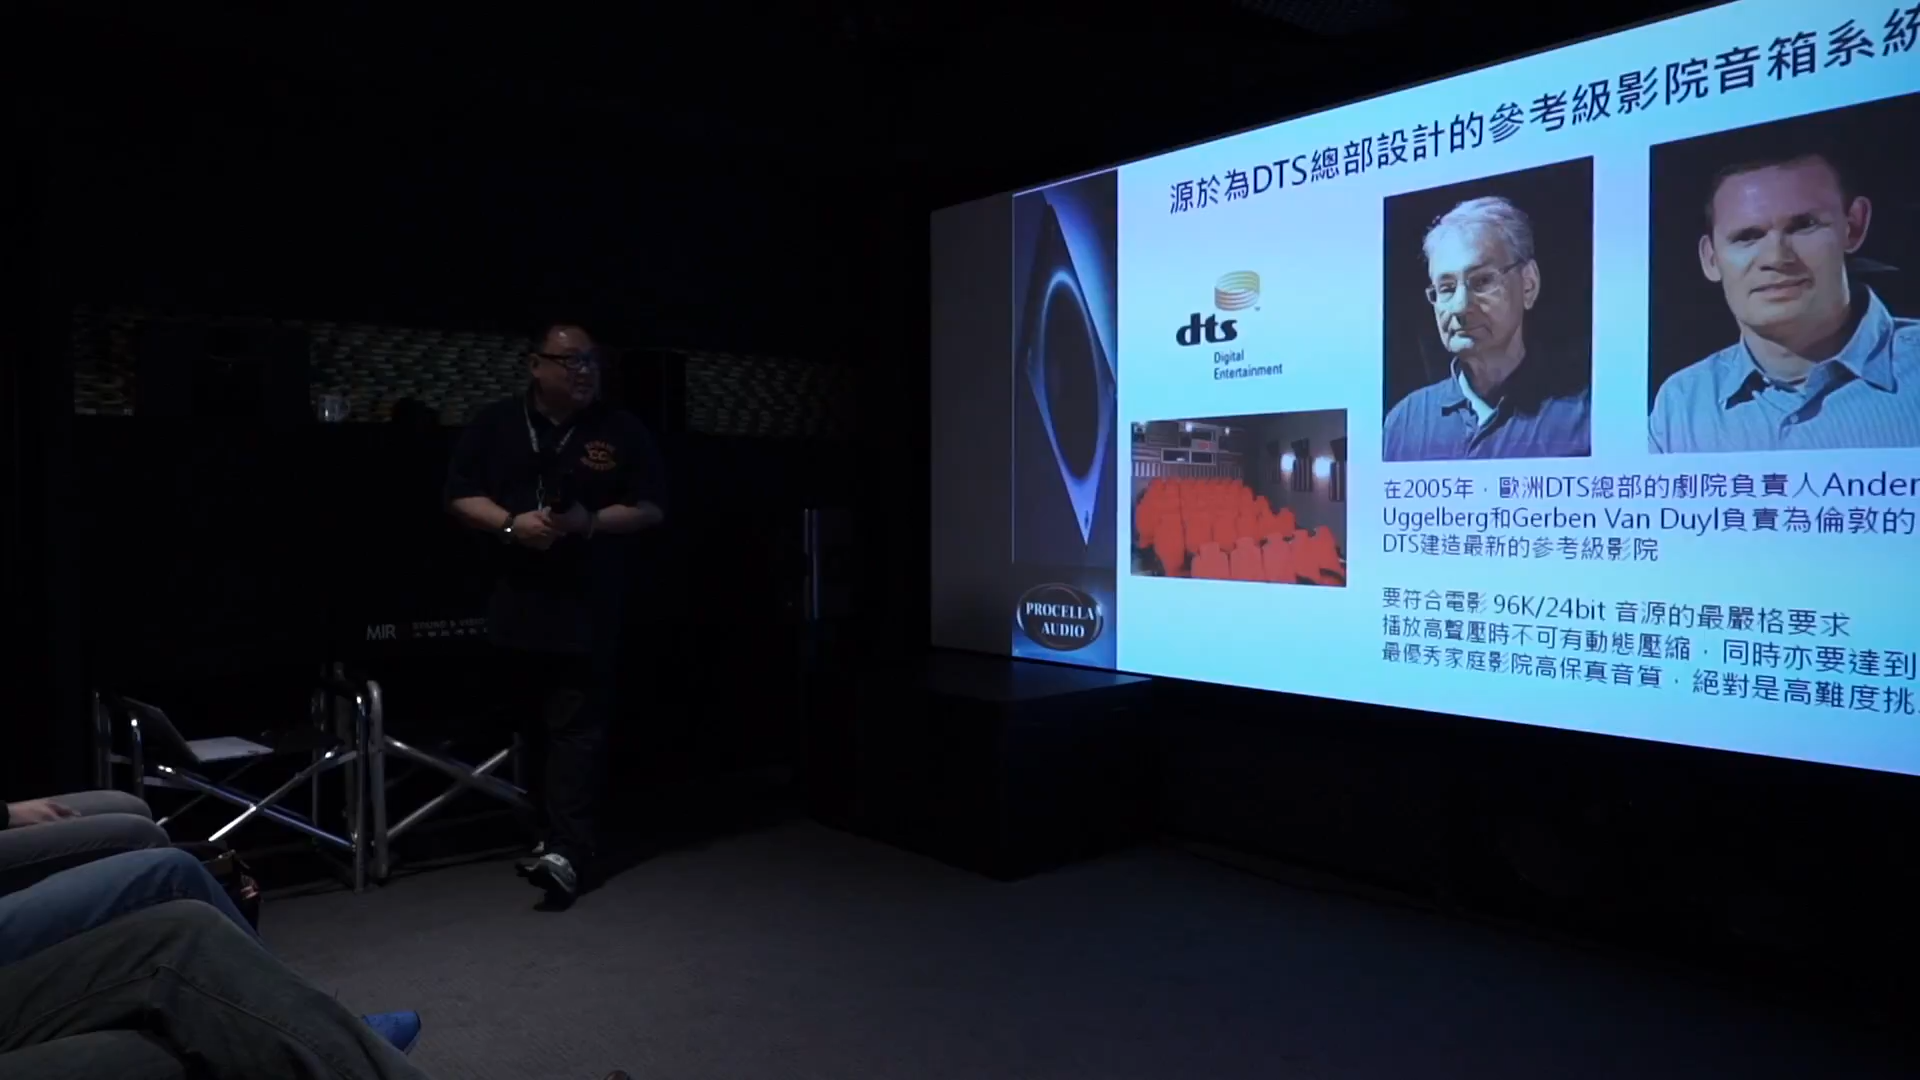 源於為DTS總部設計的參考級影院音箱系統
dts
Digital
Entertainment
在2005年，歐洲DTS總部的劇院負責人Ander
Uggelberg和Gerben Van Duyl負責為倫敦的
DTS建造最新的參考級影院
要符合電影 96K/24bit 音源的最嚴格要求
播放高聲壓時不可有動態壓縮，同時亦要達到
最優秀家庭影院高保真音質，絕對是高難度挑
PROCELLA
AUDIO
MIR
SOUND & VIDEO
CC